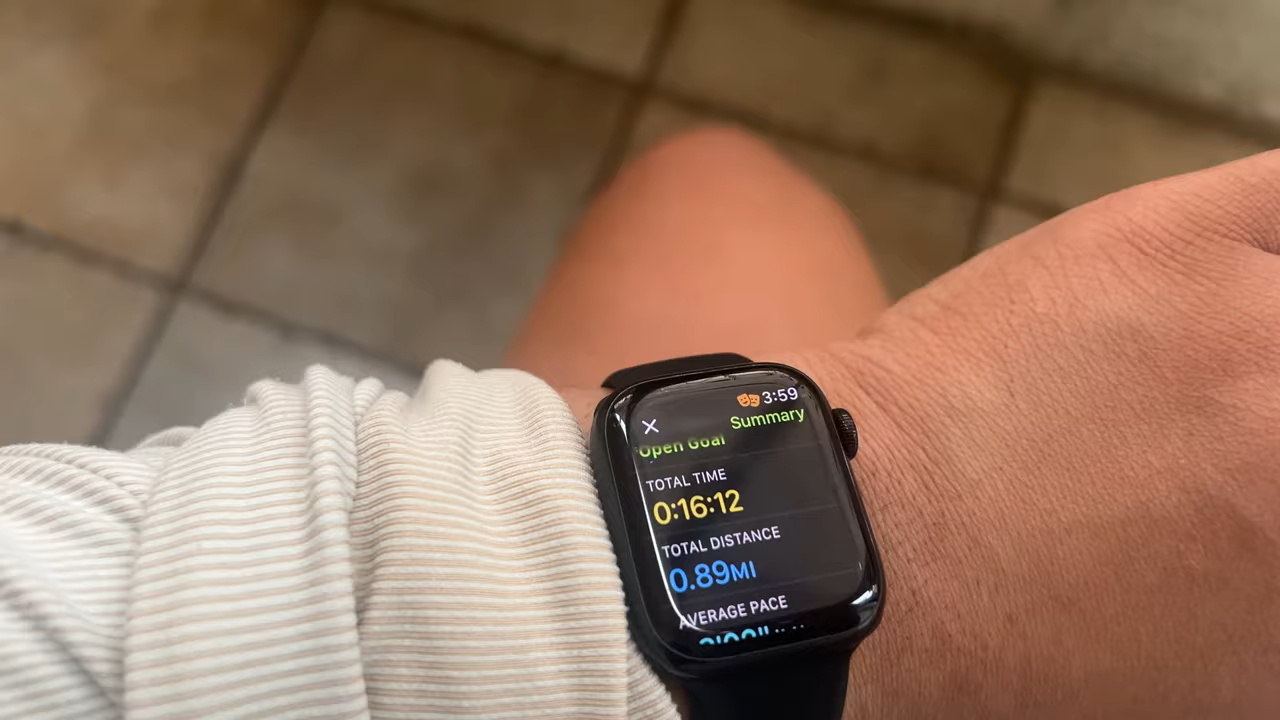 3:59
Summary
Open Goal
TOTAL TIME
0:16:12
TOTAL DISTANCE
0.89MI
AVERAGE PACE